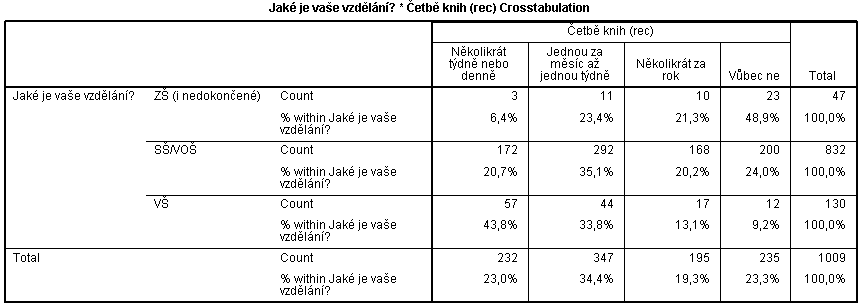 Jaké je vaše vzdělání? * Četbě knih (rec) Crosstabulation
Četbě knih (rec)
Několikrát týdně nebo denně Jednou za měsíc až jednou týdně Několikrát za rok Vůbec ne Total
Jaké je vaše vzdělání? ZŠ (i nedokončené) Count 3 11 10 23 47
% within Jaké je vaše vzdělání? 6,4% 23,4% 21,3% 48,9% 100,0%
SŠ/VOŠ Count 172 292 168 200 832
% within Jaké je vaše vzdělání? 20,7% 35,1% 20,2% 24,0% 100,0%
VŠ Count 57 44 17 12 130
% within Jaké je vaše vzdělání? 43,8% 33,8% 13,1% 9,2% 100,0%
Total Count 232 347 195 235 1009
% within Jaké je vaše vzdělání? 23,0% 34,4% 19,3% 23,3% 100,0%